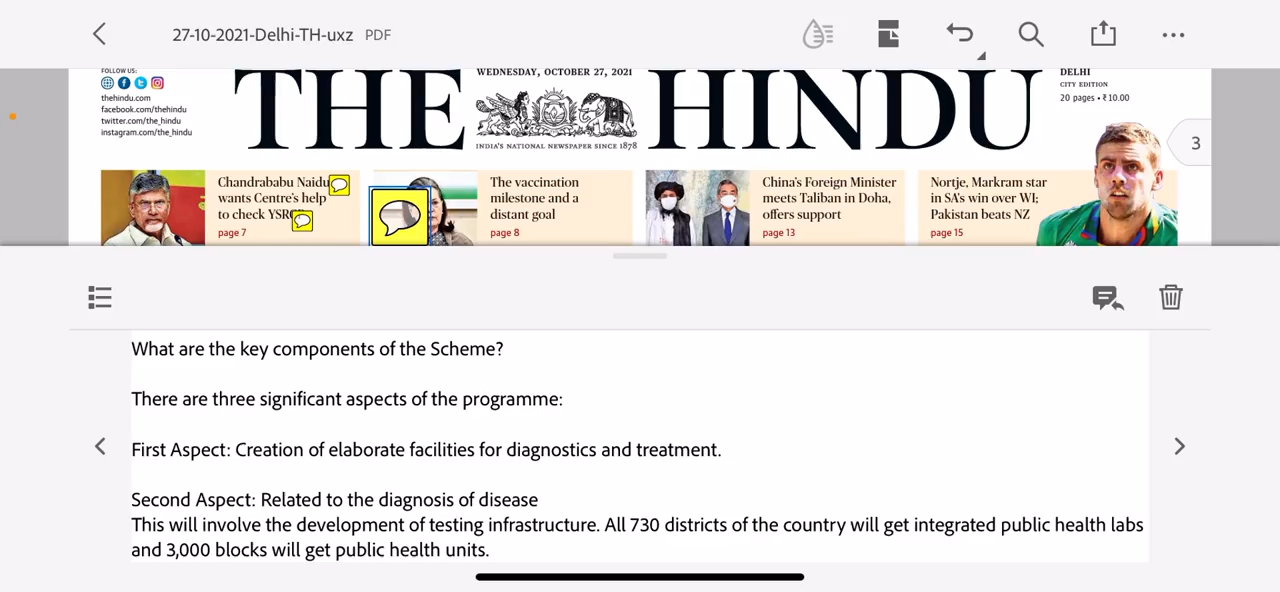 27-10-2021-Delhi-TH-uxz PDF
FOLLOW US:
thehindu.com
facebook.com/thehindu
twitter.com/the_hindu
instagram.com/the_hindu
WEDNESDAY, OCTOBER 27, 2021
THE HINDU
INDIA'S NATIONAL NEWSPAPER SINCE 1878
DELHI
CITY EDITION
20 pages • ₹10.00
3
Chandrababu Naidu
wants Centre's help
to check
page 7
The vaccination
milestone and a
distant goal
page 8
China's Foreign Minister
meets Taliban in Doha,
offers support
page 13
Nortje, Markram star
in SA's win over WI;
Pakistan beats NZ
page 15
What are the key components of the Scheme?
There are three significant aspects of the programme:
First Aspect: Creation of elaborate facilities for diagnostics and treatment.
Second Aspect: Related to the diagnosis of disease
This will involve the development of testing infrastructure. All 730 districts of the country will get integrated public health labs
and 3,000 blocks will get public health units.